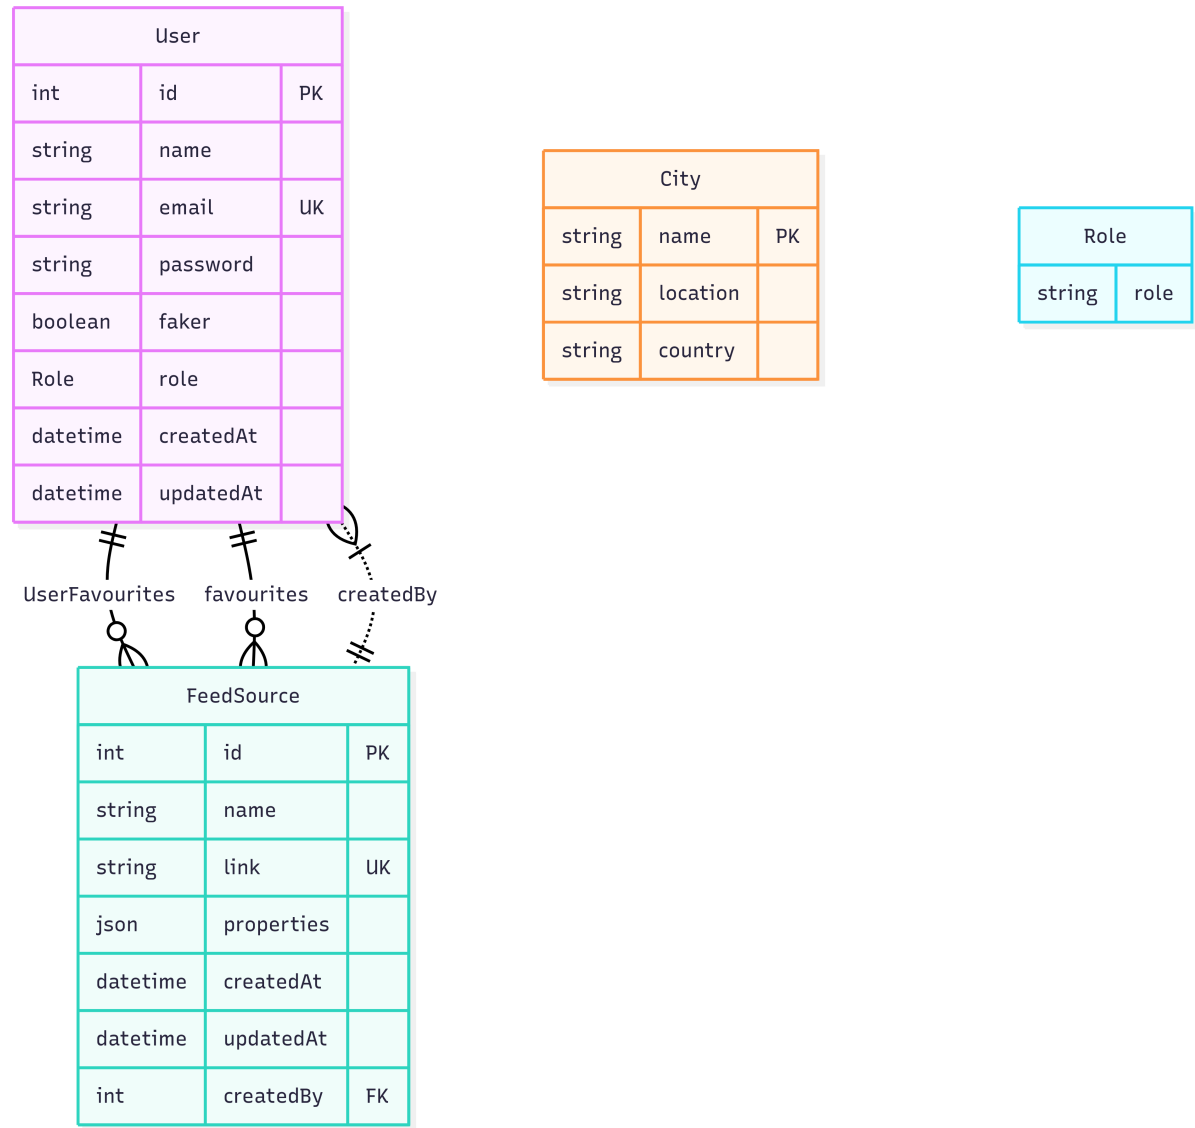 User
int id PK
string name
string email UK
string password
boolean faker
Role role
datetime createdAt
datetime updatedAt
City
string name PK
string location
string country
Role
string role
UserFavourites favourites createdBy
FeedSource
int id PK
string name
string link UK
json properties
datetime createdAt
datetime updatedAt
int createdBy FK